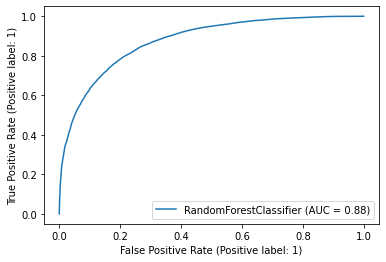 True Positive Rate (Positive label: 1)
1.0
0.8
0.6
0.4
0.2
0.0
RandomForestClassifier (AUC = 0.88)
0.0 0.2 0.4 0.6 0.8 1.0
False Positive Rate (Positive label: 1)